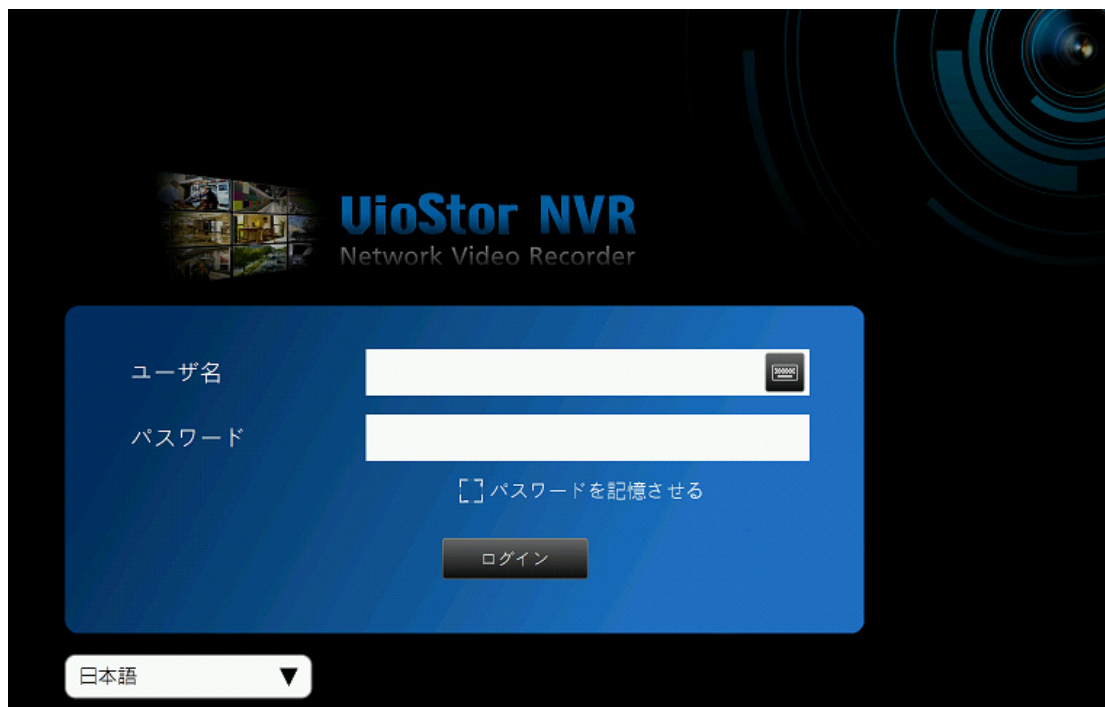 VioStor NVR
Network Video Recorder
ユーザ名
パスワード
パスワードを記憶させる
ログイン
日本語